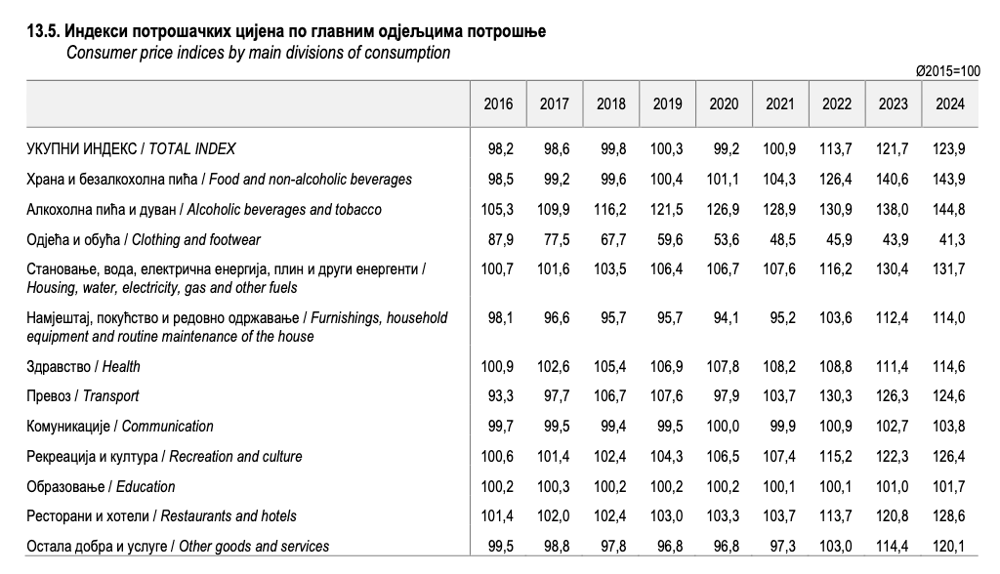 13.5. Индекси потрошачких цијена по главним одјељцима потрошње
Consumer price indices by main divisions of consumption
Ø2015=100
2016 2017 2018 2019 2020 2021 2022 2023 2024
УКУПНИ ИНДЕКС / TOTAL INDEX 98,2 98,6 99,8 100,3 99,2 100,9 113,7 121,7 123,9
Храна и безалкохолна пића / Food and non-alcoholic beverages 98,5 99,2 99,6 100,4 101,1 104,3 126,4 140,6 143,9
Алкохолна пића и дуван / Alcoholic beverages and tobacco 105,3 109,9 116,2 121,5 126,9 128,9 130,9 138,0 144,8
Одјећа и обућа / Clothing and footwear 87,9 77,5 67,7 59,6 53,6 48,5 45,9 43,9 41,3
Становање, вода, електрична енергија, плин и други енергенти / 100,7 101,6 103,5 106,4 106,7 107,6 116,2 130,4 131,7
Housing, water, electricity, gas and other fuels
Намјештај, покућство и редовно одржавање / Furnishings, household 98,1 96,6 95,7 95,7 94,1 95,2 103,6 112,4 114,0
equipment and routine maintenance of the house
Здравство / Health 100,9 102,6 105,4 106,9 107,8 108,2 108,8 111,4 114,6
Превоз / Transport 93,3 97,7 106,7 107,6 97,9 103,7 130,3 126,3 124,6
Комуникације / Communication 99,7 99,5 99,4 99,5 100,0 99,9 100,9 102,7 103,8
Рекреација и култура / Recreation and culture 100,6 101,4 102,4 104,3 106,5 107,4 115,2 122,3 126,4
Образовање / Education 100,2 100,3 100,2 100,2 100,2 100,1 100,1 101,0 101,7
Ресторани и хотели / Restaurants and hotels 101,4 102,0 102,4 103,0 103,3 103,7 113,7 120,8 128,6
Остала добра и услуге / Other goods and services 99,5 98,8 97,8 96,8 96,8 97,3 103,0 114,4 120,1